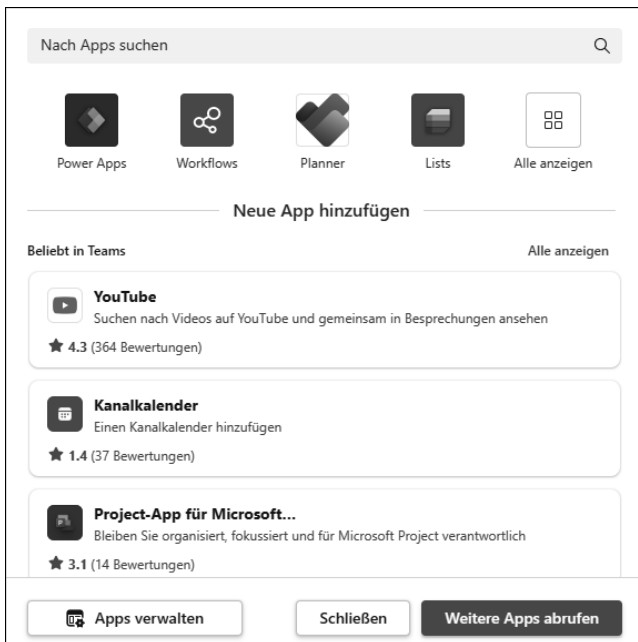 Nach Apps suchen
Power Apps
Workflows
Planner
Lists
Alle anzeigen
Neue App hinzufügen
Beliebt in Teams
Alle anzeigen
YouTube
Suchen nach Videos auf YouTube und gemeinsam in Besprechungen ansehen
4.3 (364 Bewertungen)
Kanalkalender
Einen Kanalkalender hinzufügen
1.4 (37 Bewertungen)
Project-App für Microsoft...
Bleiben Sie organisiert, fokussiert und für Microsoft Project verantwortlich
3.1 (14 Bewertungen)
Apps verwalten
Schließen
Weitere Apps abrufen